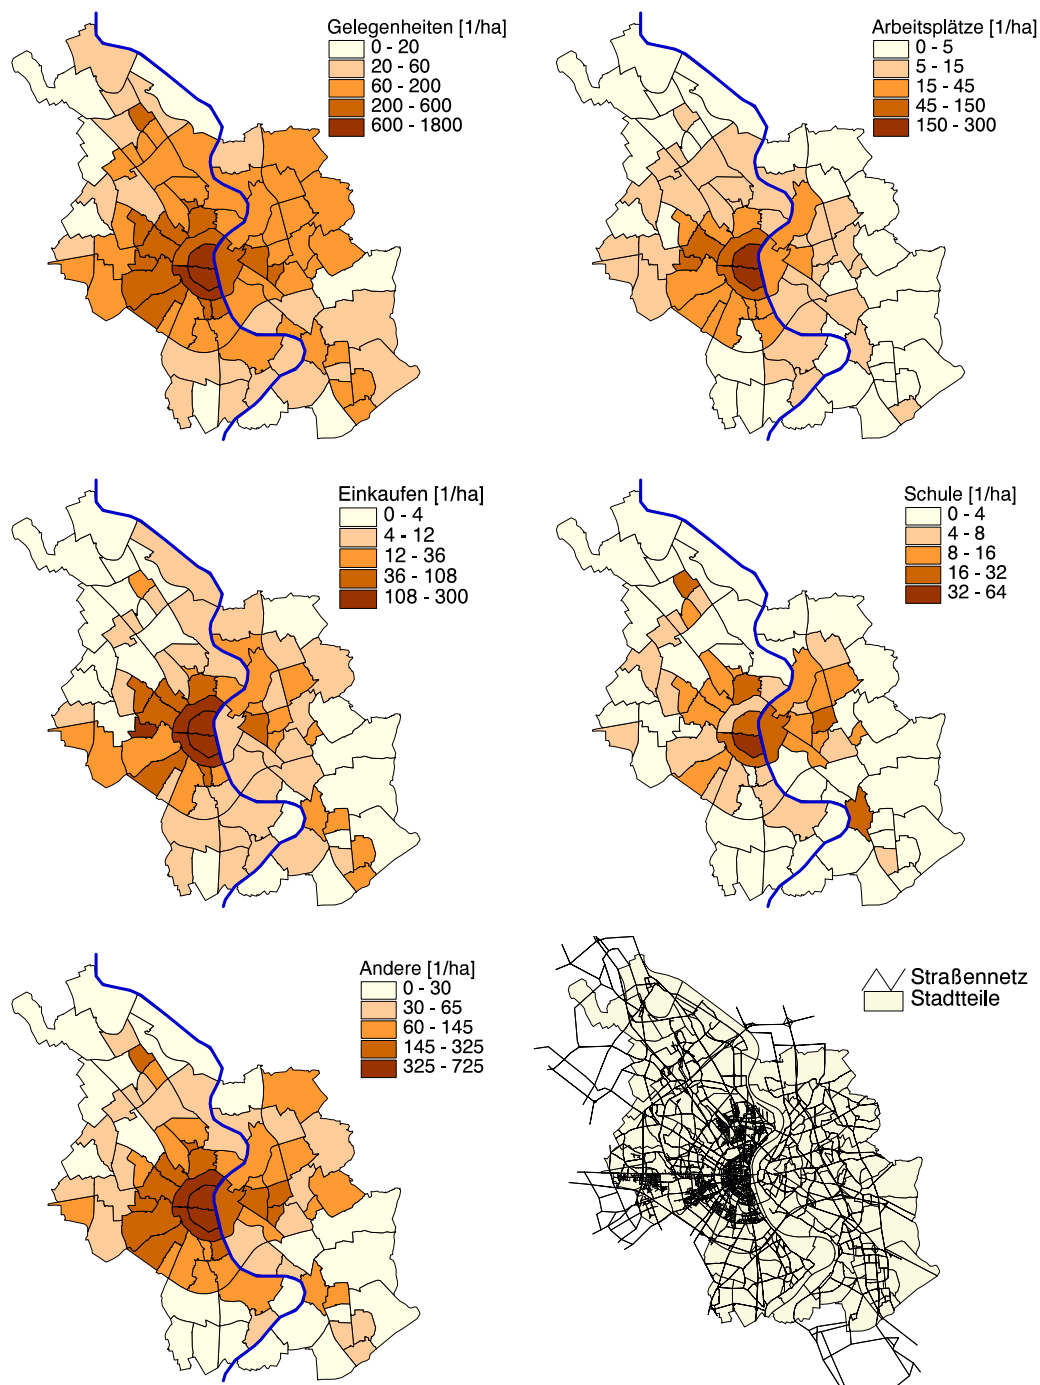 Gelegenheiten [1/ha]
0 - 20
20 - 60
60 - 200
200 - 600
600 - 1800
Arbeitsplätze [1/ha]
0 - 5
5 - 15
15 - 45
45 - 150
150 - 300
Einkaufen [1/ha]
0 - 4
4 - 12
12 - 36
36 - 108
108 - 300
Schule [1/ha]
0 - 4
4 - 8
8 - 16
16 - 32
32 - 64
Andere [1/ha]
0 - 30
30 - 65
60 - 145
145 - 325
325 - 725
Straßennetz
Stadtteile